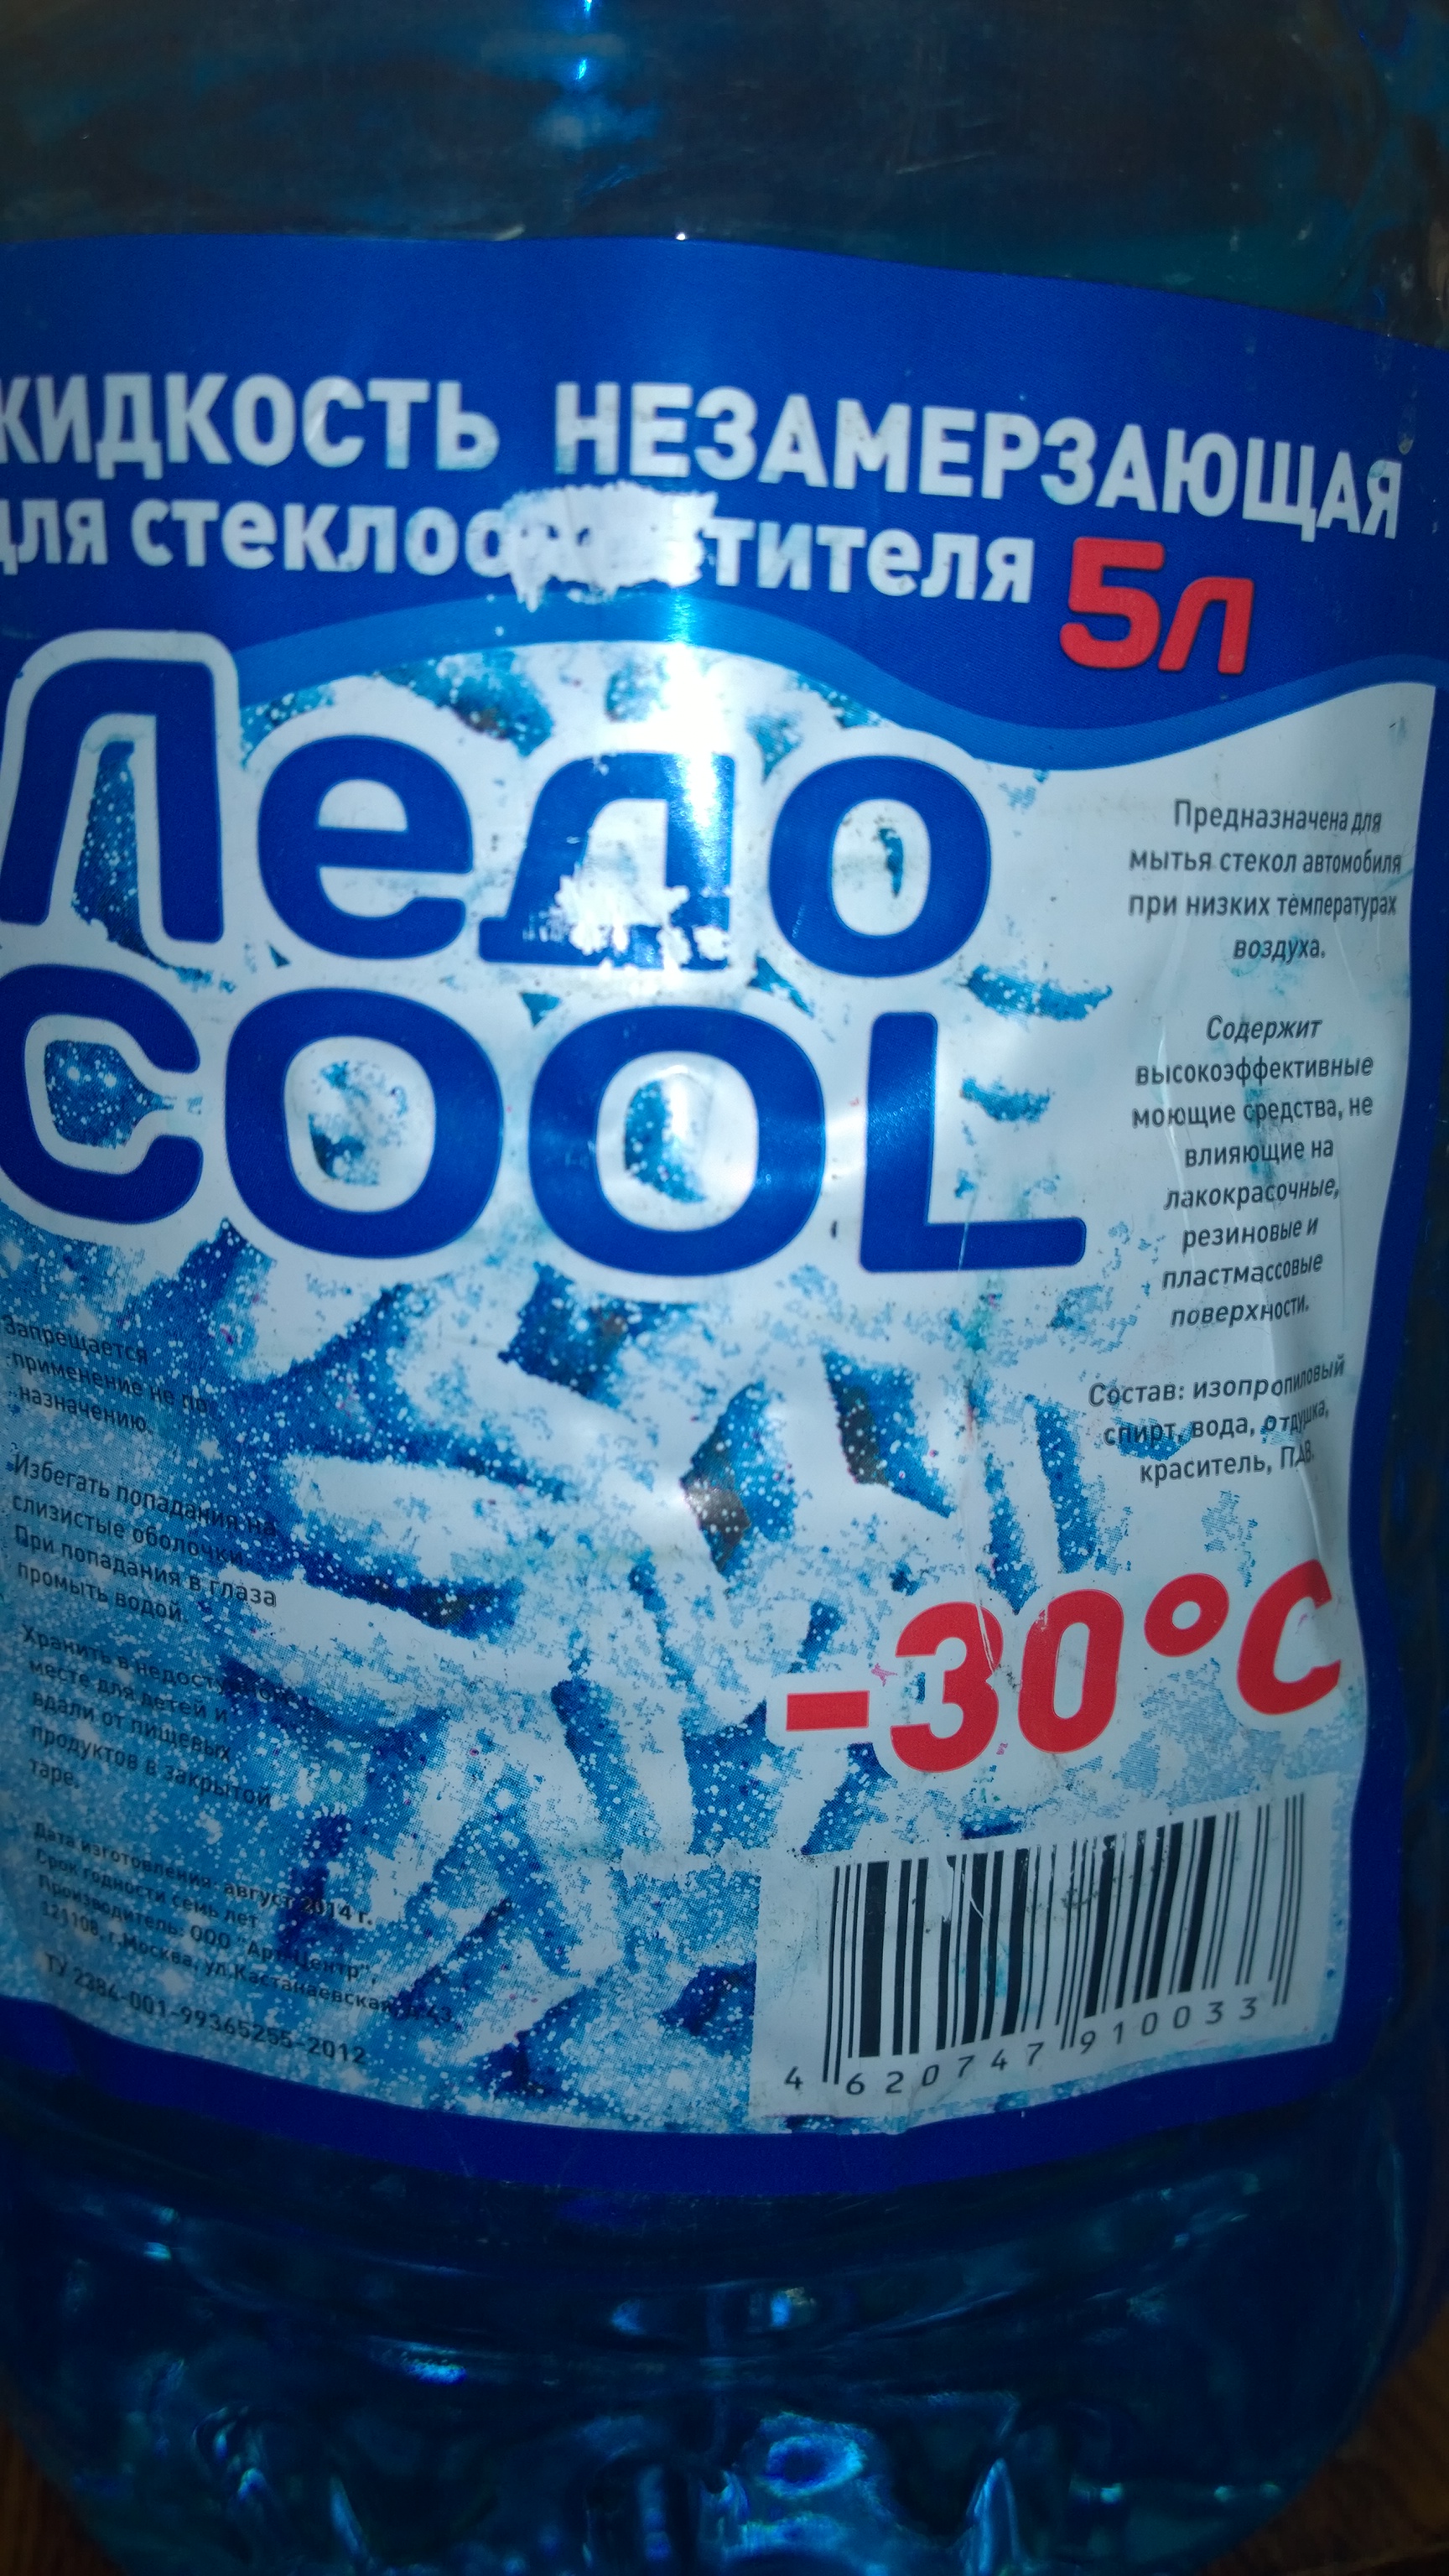 ЖИДКОСТЬ НЕЗАМЕРЗАЮЩАЯ
для
5л
Ледо
COOL
Предназначена для
мытья стекол автомобиля
при низких температурах
воздуха.
Содержит
высокоэффективные
моющие средства, не
влияющие на
лакокрасочные,
резиновые и
пластмассовые
поверхности.
Состав: изопропиловый
спирт, вода, отдушка,
краситель, ПАВ.
-30°C
Запрещается
применение не по
назначению.
Избегать попадания на
слизистые оболочки.
При попадания в глаза
промыть водой.
Хранить в недоступном
месте для детей и
вдали от пищевых
продуктов в закрытой
таре.
Дата изготовления: август 2014 г.
Срок годности семь лет.
Производитель: ООО "Арт-Центр",
121108, г.Москва, ул.Кастанаевская, д.43.
ТУ 2384-001-99365255-2012
4 620747 910033